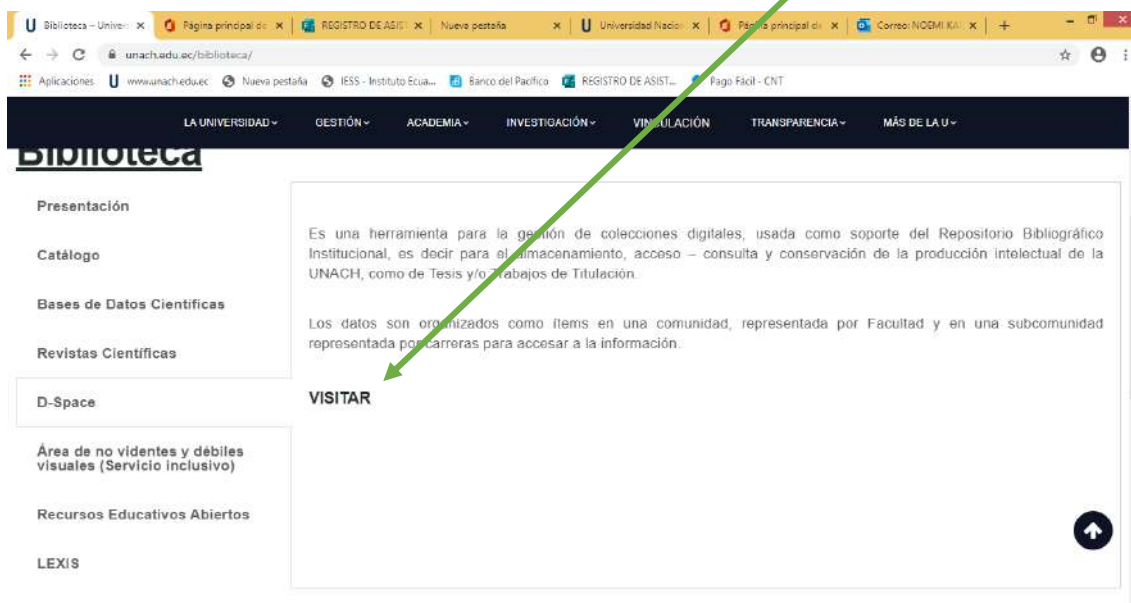 Biblioteca – Univers
Página principal de
REGISTRO DE ASIST
Nueva pestaña
Universidad Nacion
Página principal de
Correo: NOEMI KA
unach.edu.ec/biblioteca/
Aplicaciones
www.unach.edu.ec
Nueva pestaña
IESS - Instituto Ecua...
Banco del Pacífico
REGISTRO DE ASIST...
Pago Fácil - CNT
LA UNIVERSIDAD
GESTIÓN
ACADEMIA
INVESTIGACIÓN
VINCULACIÓN
TRANSPARENCIA
MÁS DE LA U
Biblioteca
Presentación
Catálogo
Bases de Datos Científicas
Revistas Científicas
D-Space
Área de no videntes y débiles
visuales (Servicio inclusivo)
Recursos Educativos Abiertos
LEXIS
Es una herramienta para la gestión de colecciones digitales, usada como soporte del Repositorio Bibliográfico
Institucional, es decir para el almacenamiento, acceso – consulta y conservación de la producción intelectual de la
UNACH, como de Tesis y/o Trabajos de Titulación.
Los datos son organizados como ítems en una comunidad, representada por Facultad y en una subcomunidad
representada por carreras para accesar a la información.
VISITAR